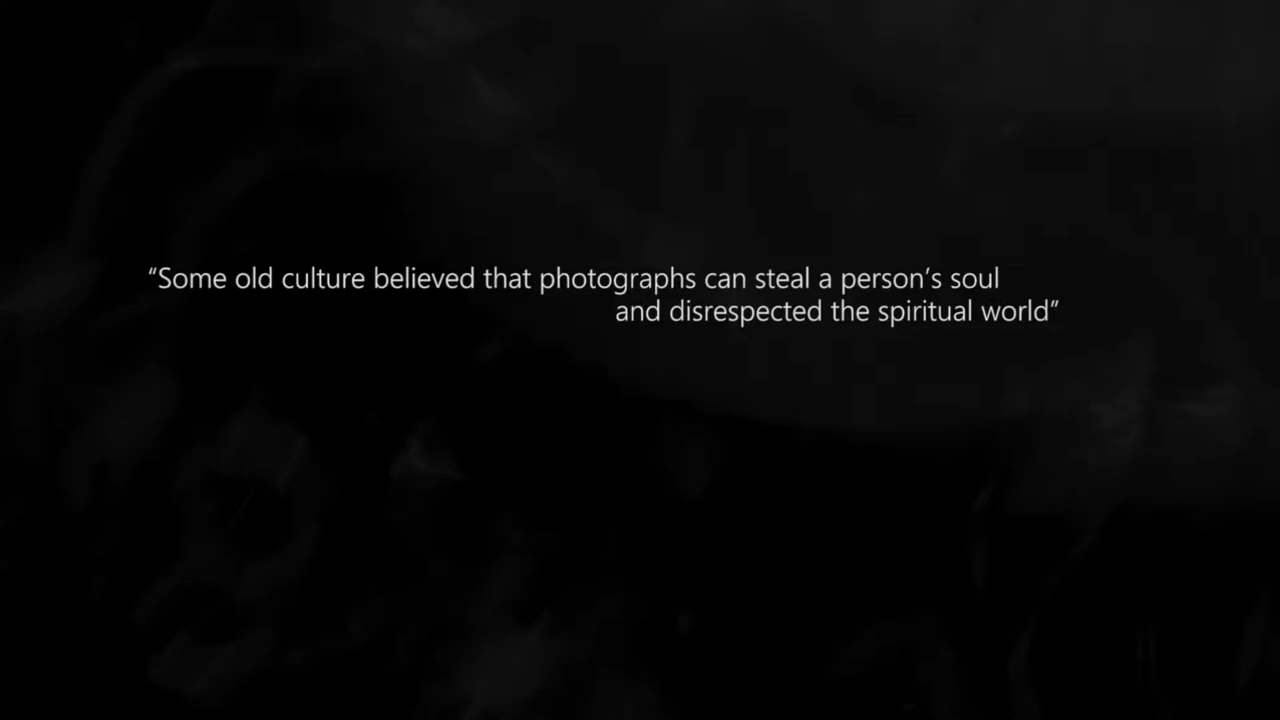 “Some old culture believed that photographs can steal a person’s soul
and disrespected the spiritual world”